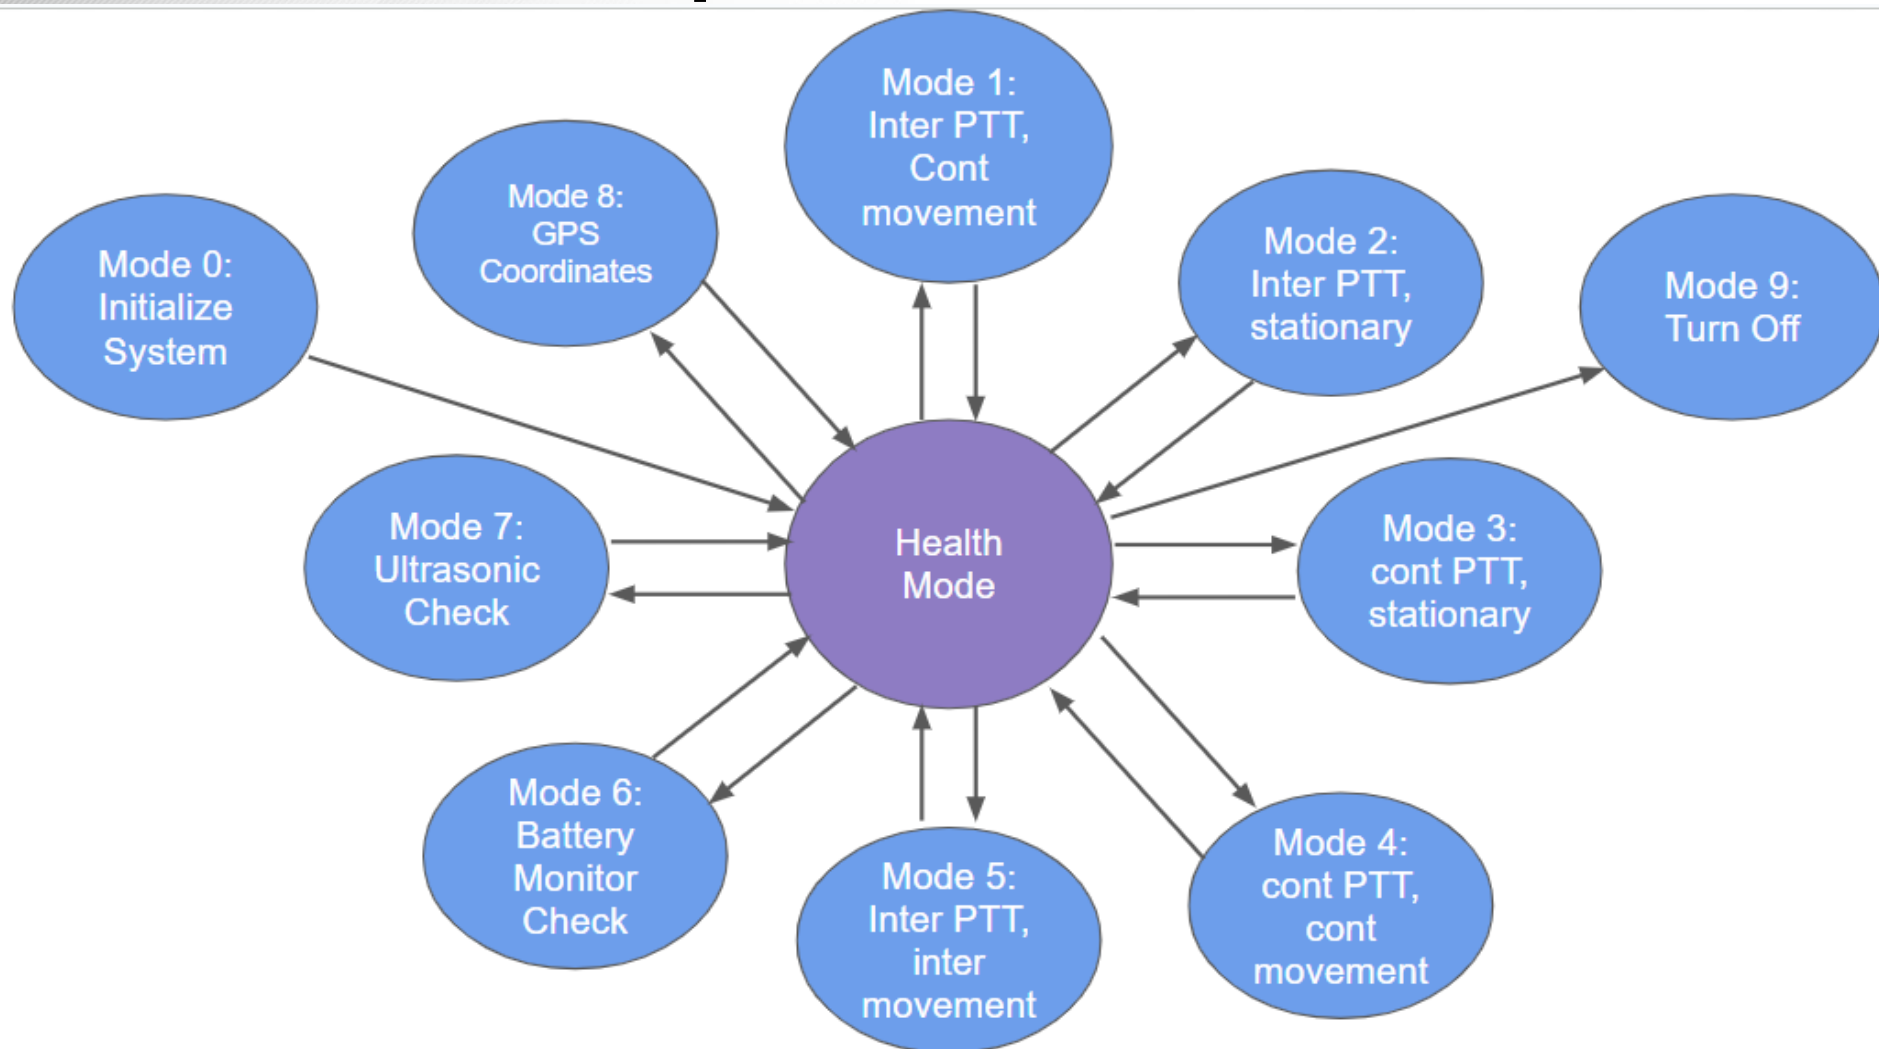 Mode 1:
Inter PTT,
Cont
movement
Mode 8:
GPS
Coordinates
Mode 2:
Inter PTT,
stationary
Mode 0:
Initialize
System
Mode 9:
Turn Off
Mode 7:
Ultrasonic
Check
Health
Mode
Mode 3:
cont PTT,
stationary
Mode 6:
Battery
Monitor
Check
Mode 5:
Inter PTT,
inter
movement
Mode 4:
cont PTT,
cont
movement